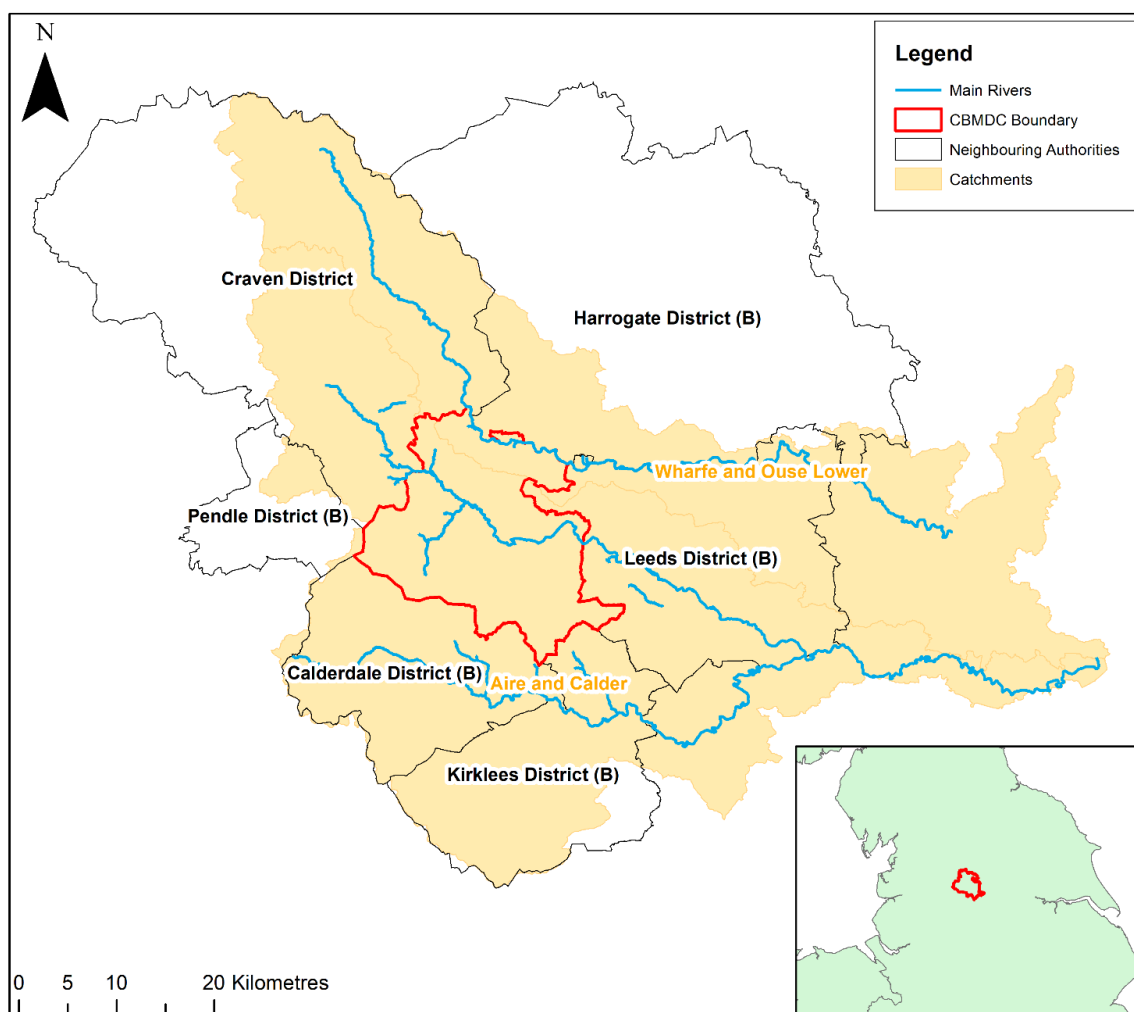 N
Legend
Main Rivers
CBMDC Boundary
Neighbouring Authorities
Catchments
Craven District
Harrogate District (B)
Wharfe and Ouse Lower
Pendle District (B)
Leeds District (B)
Calderdale District (B)
Aire and Calder
Kirklees District (B)
0 5 10 20 Kilometres